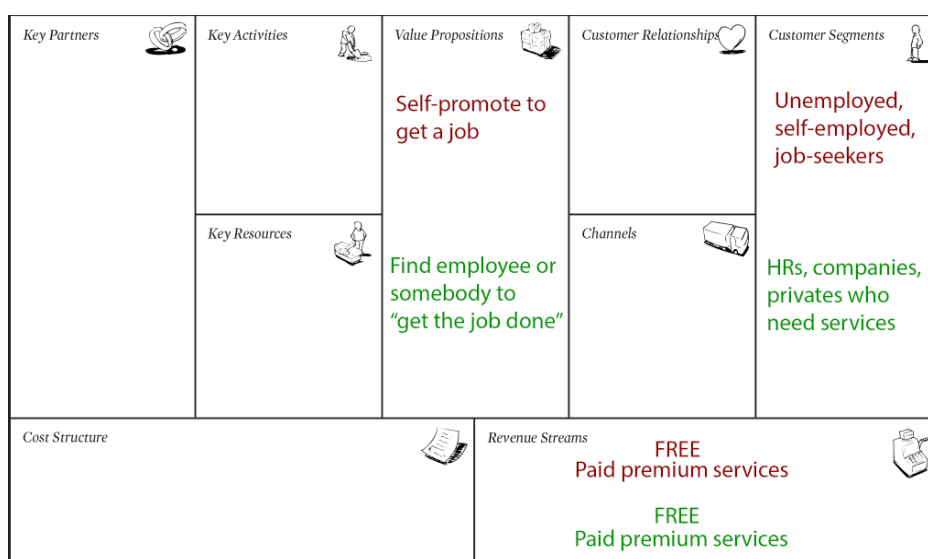 Key Partners
Key Activities
Value Propositions
Customer Relationships
Customer Segments
Self-promote to
get a job
Unemployed,
self-employed,
job-seekers
Key Resources
Channels
Find employee or
somebody to
“get the job done”
HRs, companies,
privates who
need services
Cost Structure
Revenue Streams
FREE
Paid premium services
FREE
Paid premium services